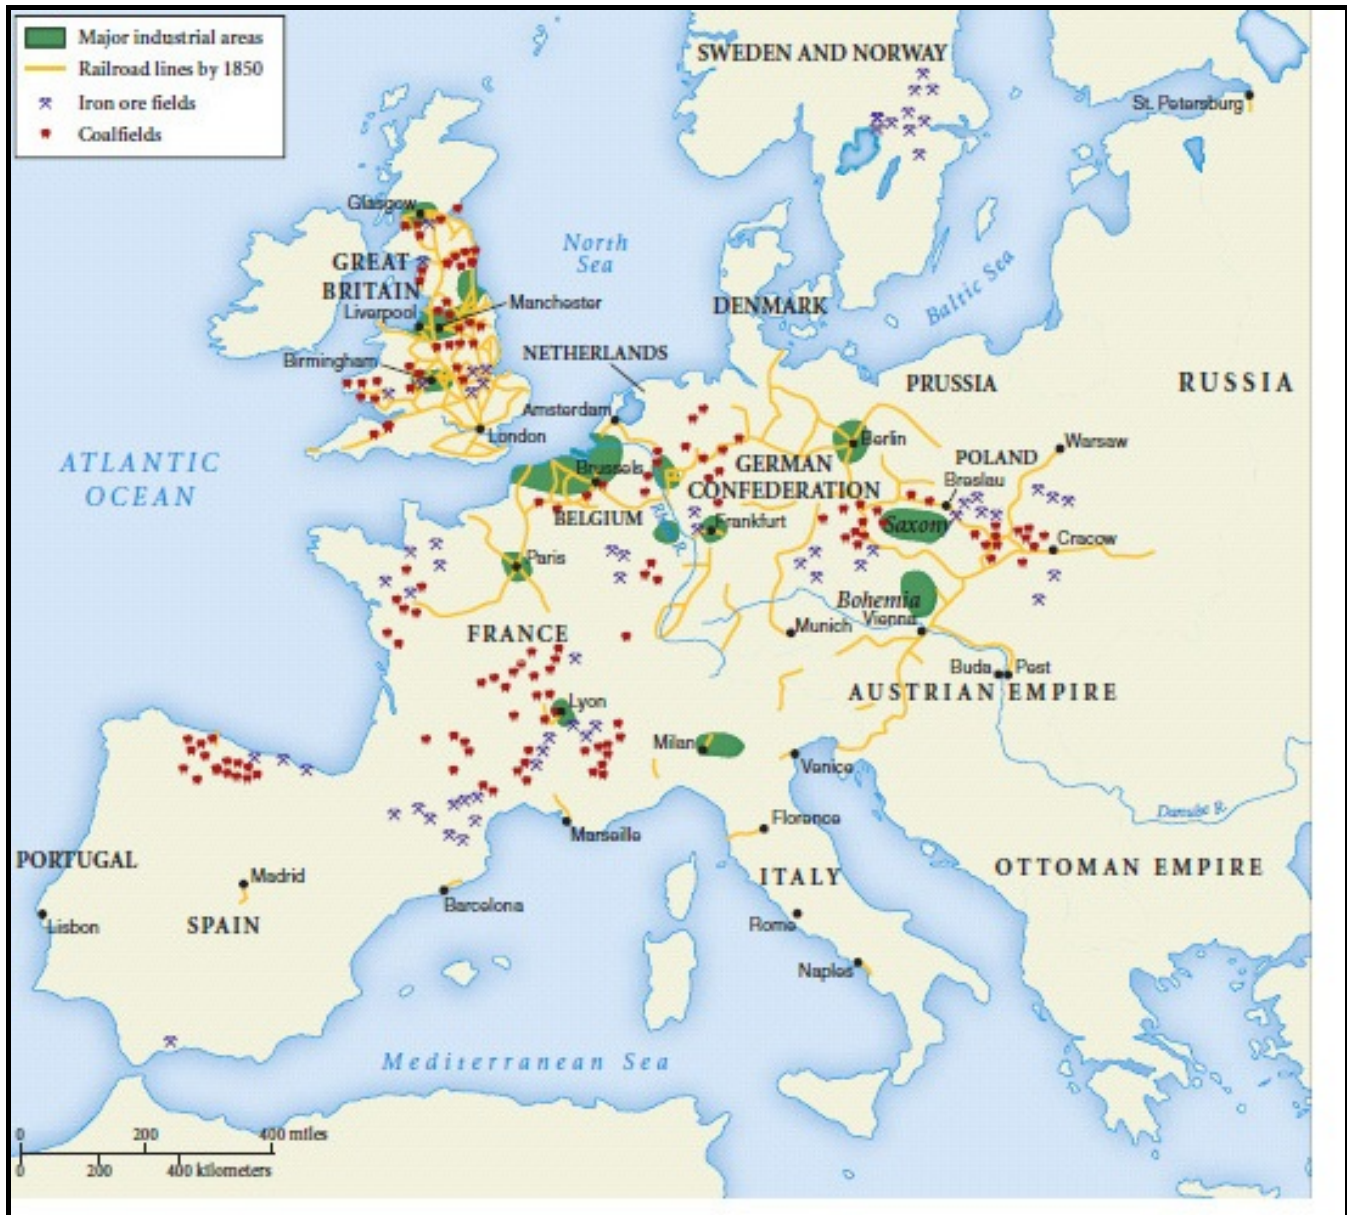 Major industrial areas
Railroad lines by 1850
Iron ore fields
Coalfields
SWEDEN AND NORWAY
St. Petersburg
Glasgow
North
Sea
GREAT
BRITAIN
Liverpool
Manchester
DENMARK
Baltic Sea
Birmingham
NETHERLANDS
PRUSSIA
RUSSIA
Amsterdam
London
Berlin
Warsaw
ATLANTIC
OCEAN
Brussels
GERMAN
CONFEDERATION
POLAND
Breslau
BELGIUM
Frankfurt
Saxony
Cracow
Paris
Bohemia
Munich
Vienna
FRANCE
Buda
Pest
AUSTRIAN EMPIRE
Lyon
Milan
Venice
Danube R.
Florence
Marseille
PORTUGAL
Madrid
ITALY
OTTOMAN EMPIRE
Barcelona
Lisbon
SPAIN
Rome
Naples
Mediterranean Sea
0 200 400 miles
0 200 400 kilometers